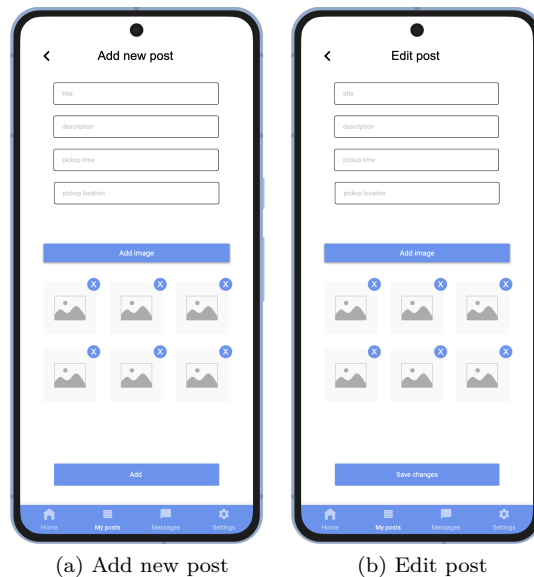 Add new post
title
description
pickup time
pickup location
Add image
X X X
X X X
Add
Home My posts Messages Settings
(a) Add new post
Edit post
title
description
pickup time
pickup location
Add image
X X X
X X X
Save changes
Home My posts Messages Settings
(b) Edit post